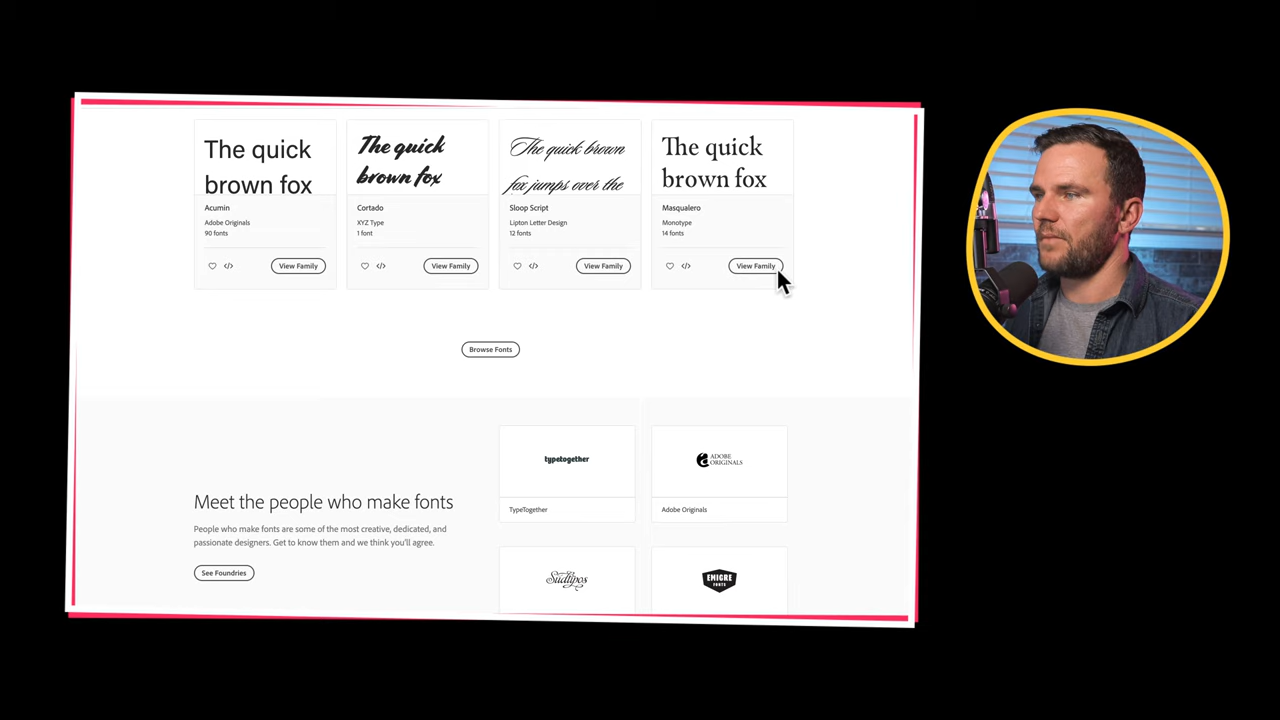 The quick
brown fox
Acumin
Adobe Originals
90 fonts
View Family
The quick
brown fox
Cortado
XYZ Type
1 font
View Family
The quick brown
fox jumps over the
Sloop Script
Lipton Letter Design
12 fonts
View Family
The quick
brown fox
Masqualero
Monotype
14 fonts
View Family
Browse Fonts
Meet the people who make fonts
People who make fonts are some of the most creative, dedicated, and
passionate designers. Get to know them and we think you'll agree.
See Foundries
typetogether
TypeTogether
ADOBE
ORIGINALS
Adobe Originals
Sudtipos
EMIGRE
FONTS